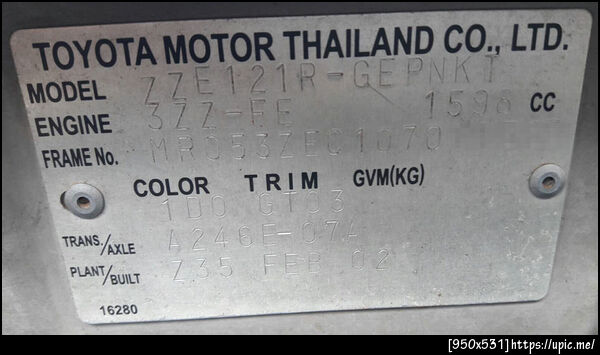 TOYOTA MOTOR THAILAND CO., LTD.
MODEL ZZE121R-GEPNKT
ENGINE 3ZZ-FE 1598 CC
FRAME No. MR053ZEC1070
COLOR TRIM GVM(KG)
1D0 GT03
TRANS./AXLE A246E-07A
PLANT/BUILT Z35 FEB 02
16280
[950x531]https://upic.me/